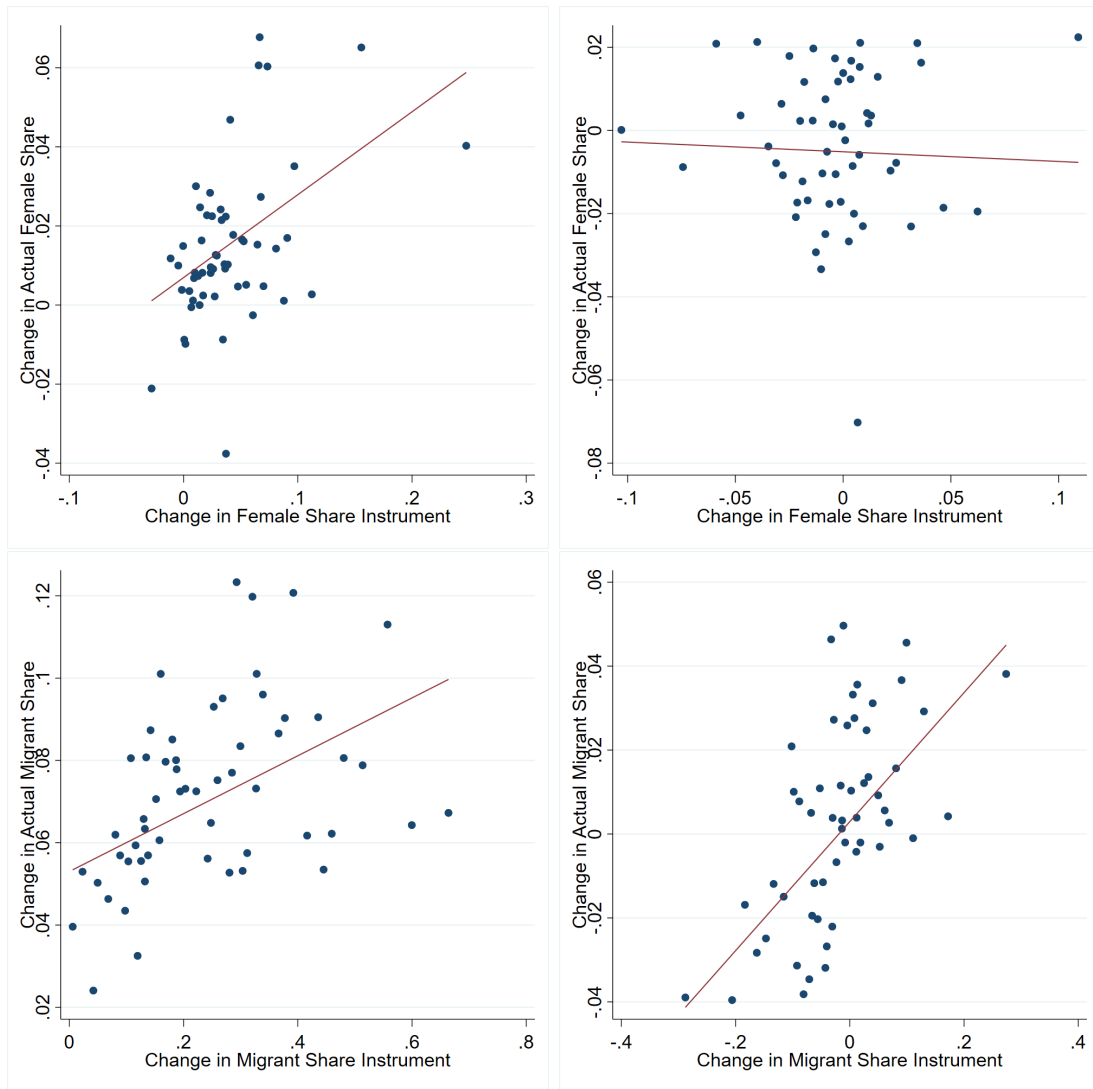 Change in Actual Female Share
.06
.04
.02
0
-.02
-.04
-.1 0 .1 .2 .3
Change in Female Share Instrument
Change in Actual Female Share
.02
0
-.02
-.04
-.06
-.08
-.1 -.05 0 .05 .1
Change in Female Share Instrument
Change in Actual Migrant Share
.12
.1
.08
.06
.04
.02
0 .2 .4 .6 .8
Change in Migrant Share Instrument
Change in Actual Migrant Share
.06
.04
.02
0
-.02
-.04
-.4 -.2 0 .2 .4
Change in Migrant Share Instrument